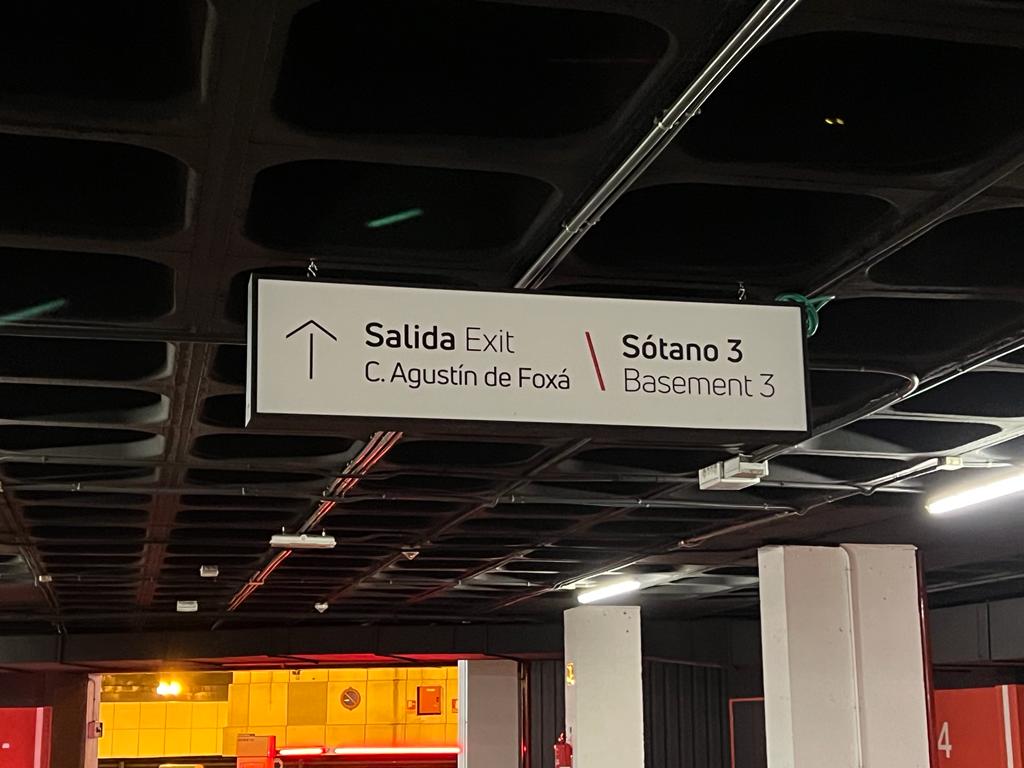 Salida Exit
C. Agustín de Foxá
Sótano 3
Basement 3
4